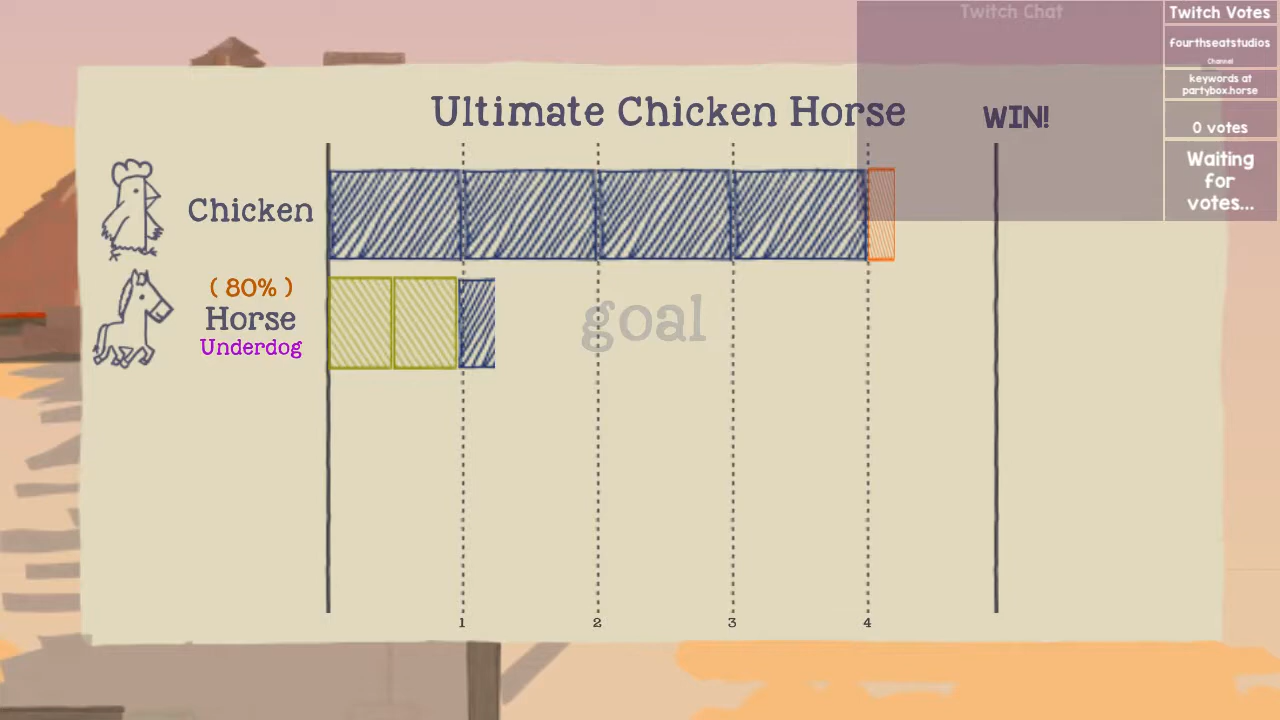 Twitch Chat
Twitch Votes
fourthseatstudios
Channel
keywords at
partybox.horse
0 votes
Waiting
for
votes...
Ultimate Chicken Horse
WIN!
Chicken
( 80% )
Horse
Underdog
goal
1 2 3 4